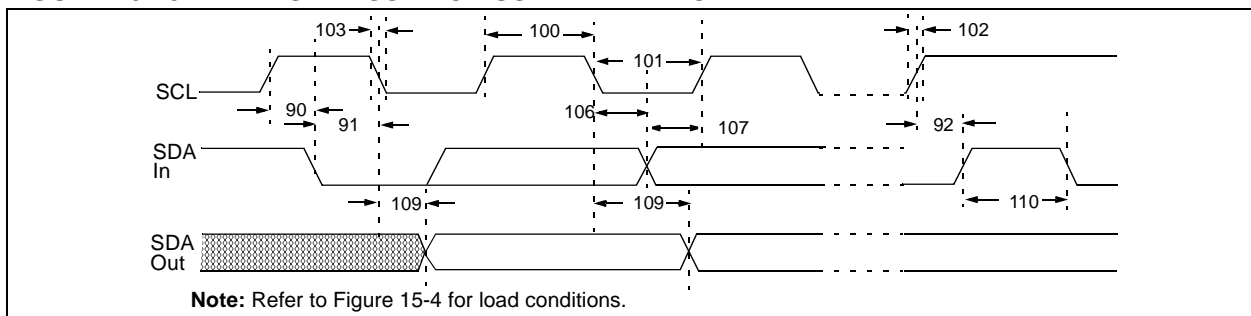 103
100
102
101
SCL
90
106
91
107
92
SDA
In
109
109
110
SDA
Out
Note: Refer to Figure 15-4 for load conditions.